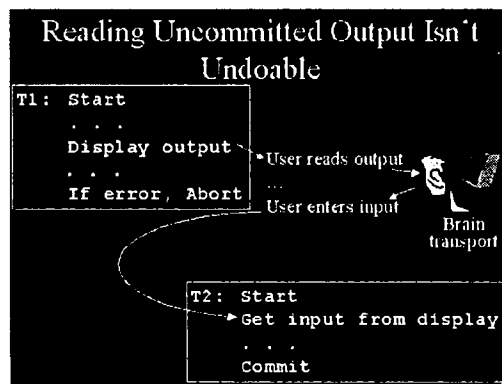 Reading Uncommitted Output Isn't
Undoable
T1: Start
. . .
Display output
. . .
If error, Abort
User reads output
...
User enters input
Brain
transport
T2: Start
Get input from display
. . .
Commit